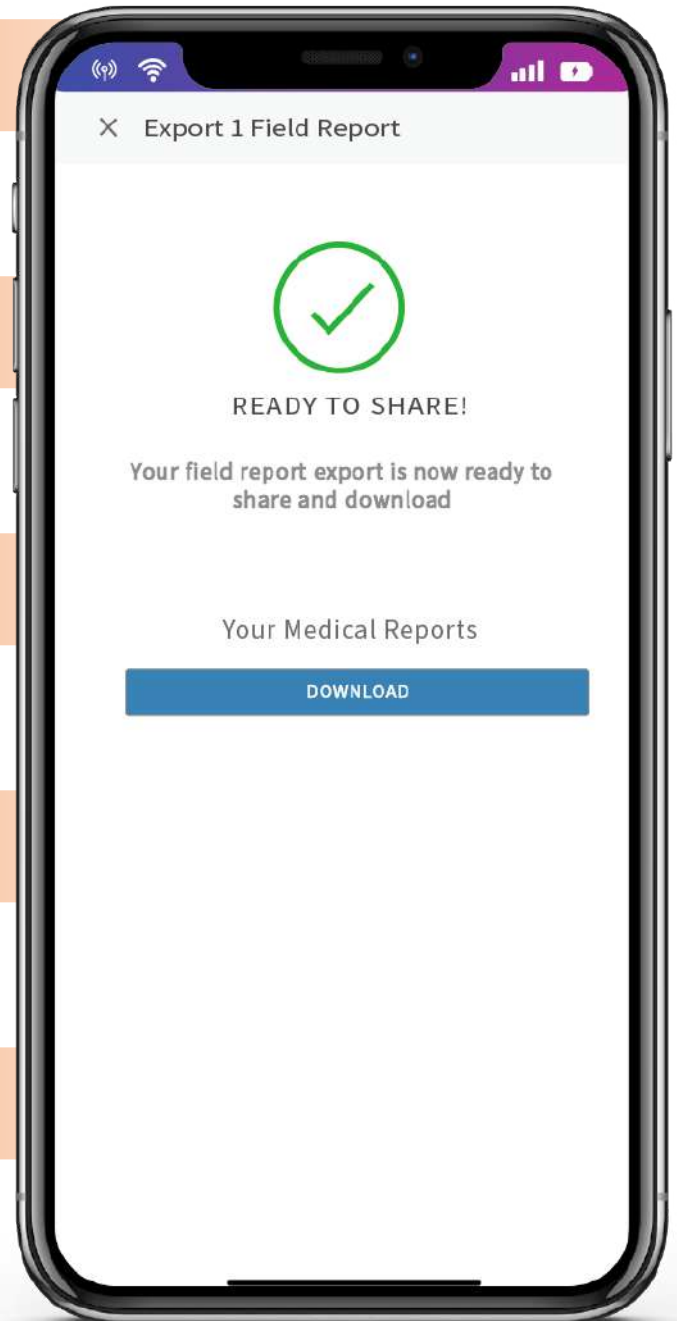 Export 1 Field Report
READY TO SHARE!
Your field report export is now ready to
share and download
Your Medical Reports
DOWNLOAD